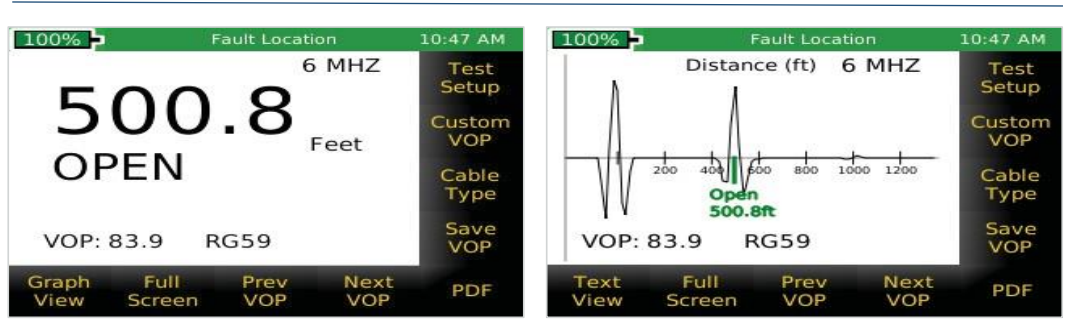 100% Fault Location 10:47 AM
6 MHZ
500.8
Feet
OPEN
VOP: 83.9 RG59
Test
Setup
Custom
VOP
Cable
Type
Save
VOP
Graph
View
Full
Screen
Prev
VOP
Next
VOP
PDF
100% Fault Location 10:47 AM
Distance (ft) 6 MHZ
200 400 600 800 1000 1200
Open
500.8ft
VOP: 83.9 RG59
Test
Setup
Custom
VOP
Cable
Type
Save
VOP
Text
View
Full
Screen
Prev
VOP
Next
VOP
PDF